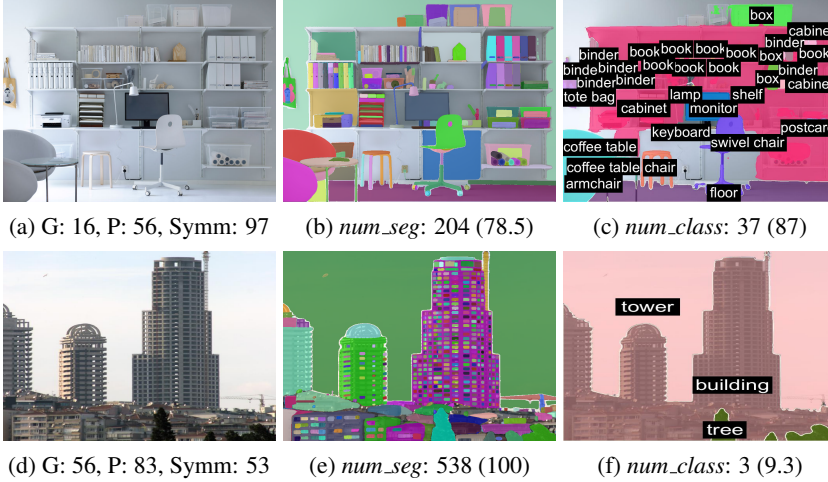 box
cabine
binder
binder
book
book
book
book
book
binde
binder
book
book
book
box
binder
binder
binder
box
cabine
tote bag
lamp
shelf
cabinet
monitor
keyboard
postcar
coffee table
swivel chair
coffee table
chair
armchair
floor
(a) G: 16, P: 56, Symm: 97
(b) num_seg: 204 (78.5)
(c) num_class: 37 (87)
tower
building
tree
(d) G: 56, P: 83, Symm: 53
(e) num_seg: 538 (100)
(f) num_class: 3 (9.3)